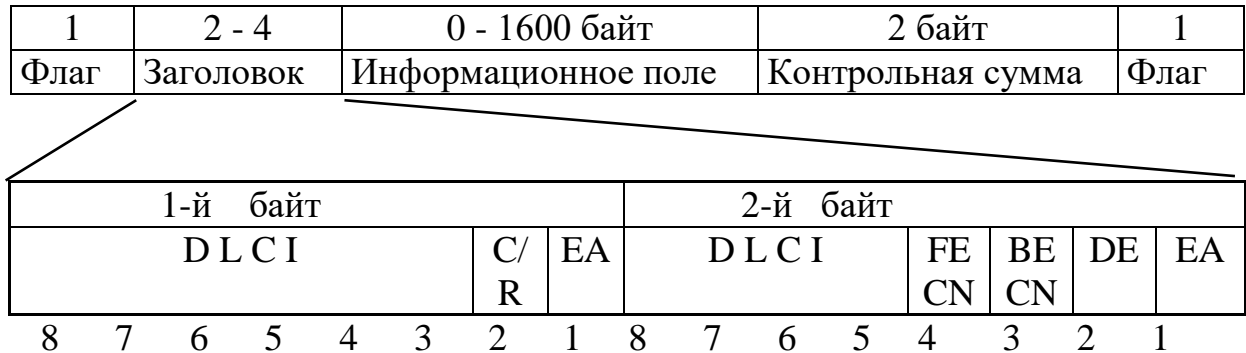 1 2 - 4 0 - 1600 байт 2 байт 1
Флаг Заголовок Информационное поле Контрольная сумма Флаг
1-й байт 2-й байт
D L C I C/ EA D L C I FE BE DE EA
R CN CN
8 7 6 5 4 3 2 1 8 7 6 5 4 3 2 1